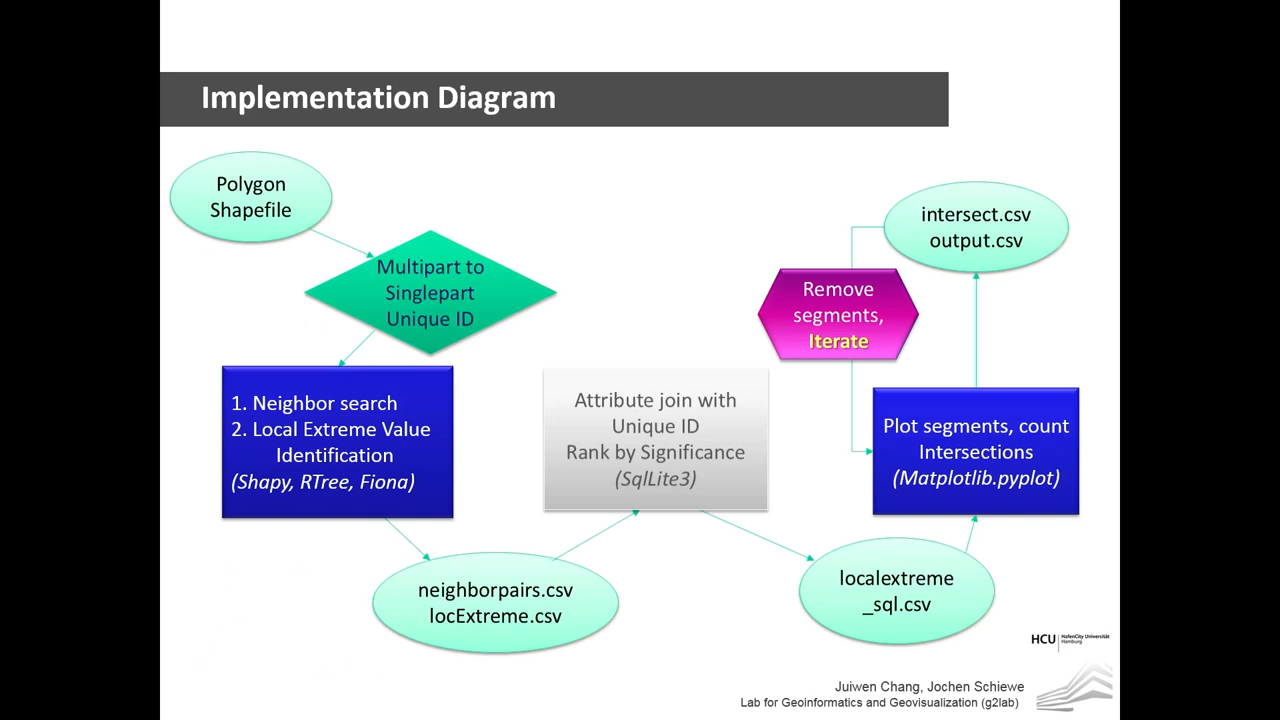 Implementation Diagram
Polygon
Shapefile
Multipart to
Singlepart
Unique ID
1. Neighbor search
2. Local Extreme Value
Identification
(Shapy, RTree, Fiona)
neighborpairs.csv
locExtreme.csv
Attribute join with
Unique ID
Rank by Significance
(SqlLite3)
localextreme
_sql.csv
Plot segments, count
Intersections
(Matplotlib.pyplot)
intersect.csv
output.csv
Remove
segments,
Iterate
HCU
HafenCity Universität
Hamburg
Juiwen Chang, Jochen Schiewe
Lab for Geoinformatics and Geovisualization (g2lab)